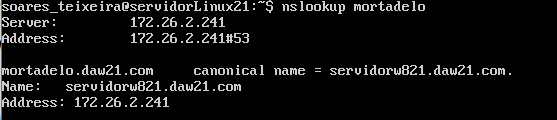 soares_teixeira@servidorLinux21:~$ nslookup mortadelo
Server:         172.26.2.241
Address:        172.26.2.241#53

mortadelo.daw21.com     canonical name = servidorw821.daw21.com.
Name:   servidorw821.daw21.com
Address: 172.26.2.241